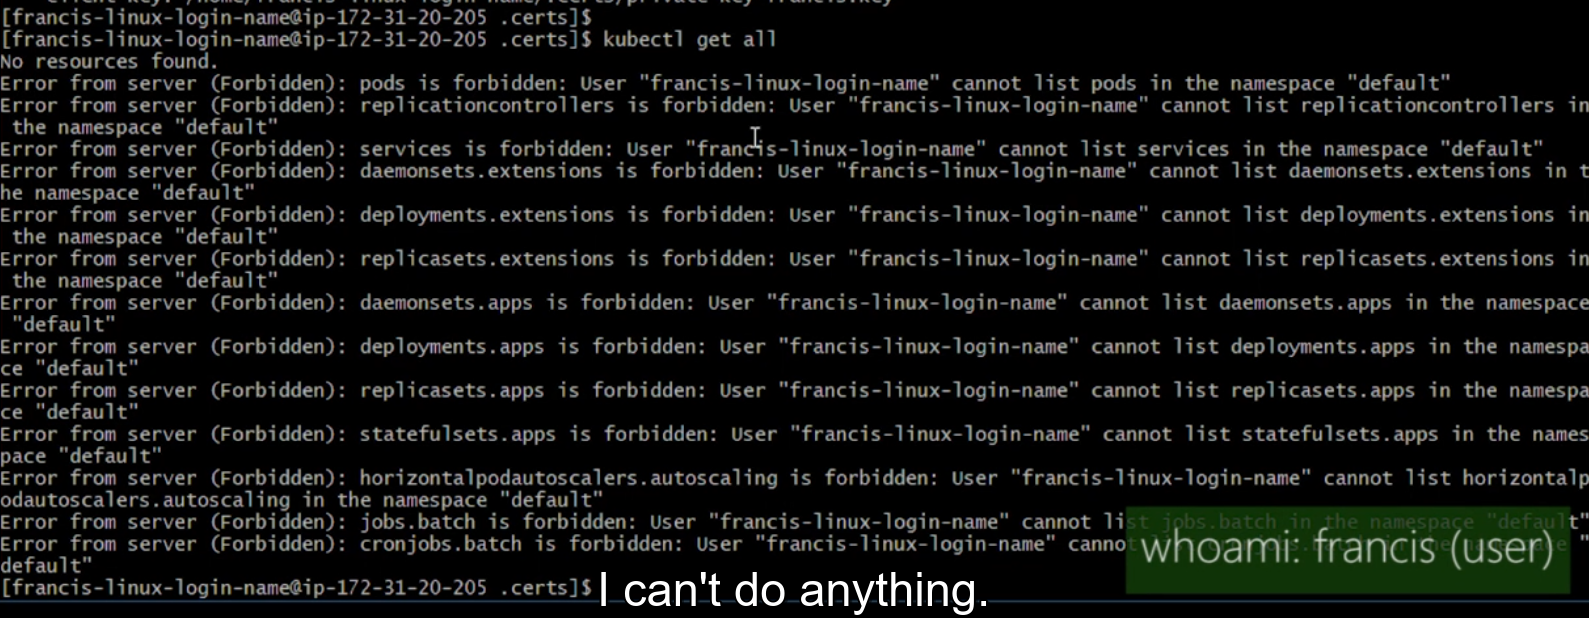 [francis-linux-login-name@ip-172-31-20-205 .certs]$
[francis-linux-login-name@ip-172-31-20-205 .certs]$ kubectl get all
No resources found.
Error from server (Forbidden): pods is forbidden: User "francis-linux-login-name" cannot list pods in the namespace "default"
Error from server (Forbidden): replicationcontrollers is forbidden: User "francis-linux-login-name" cannot list replicationcontrollers in
 the namespace "default"
Error from server (Forbidden): services is forbidden: User "francis-linux-login-name" cannot list services in the namespace "default"
Error from server (Forbidden): daemonsets.extensions is forbidden: User "francis-linux-login-name" cannot list daemonsets.extensions in t
he namespace "default"
Error from server (Forbidden): deployments.extensions is forbidden: User "francis-linux-login-name" cannot list deployments.extensions in
 the namespace "default"
Error from server (Forbidden): replicasets.extensions is forbidden: User "francis-linux-login-name" cannot list replicasets.extensions in
 the namespace "default"
Error from server (Forbidden): daemonsets.apps is forbidden: User "francis-linux-login-name" cannot list daemonsets.apps in the namespace
 "default"
Error from server (Forbidden): deployments.apps is forbidden: User "francis-linux-login-name" cannot list deployments.apps in the namespa
ce "default"
Error from server (Forbidden): replicasets.apps is forbidden: User "francis-linux-login-name" cannot list replicasets.apps in the namespa
ce "default"
Error from server (Forbidden): statefulsets.apps is forbidden: User "francis-linux-login-name" cannot list statefulsets.apps in the names
pace "default"
Error from server (Forbidden): horizontalpodautoscalers.autoscaling is forbidden: User "francis-linux-login-name" cannot list horizontalp
odautoscalers.autoscaling in the namespace "default"
Error from server (Forbidden): jobs.batch is forbidden: User "francis-linux-login-name" cannot list jobs.batch in the namespace "default"
Error from server (Forbidden): cronjobs.batch is forbidden: User "francis-linux-login-name" "
default"
whoami: francis (user)
[francis-linux-login-name@ip-172-31-20-205 .certs]$
I can't do anything.